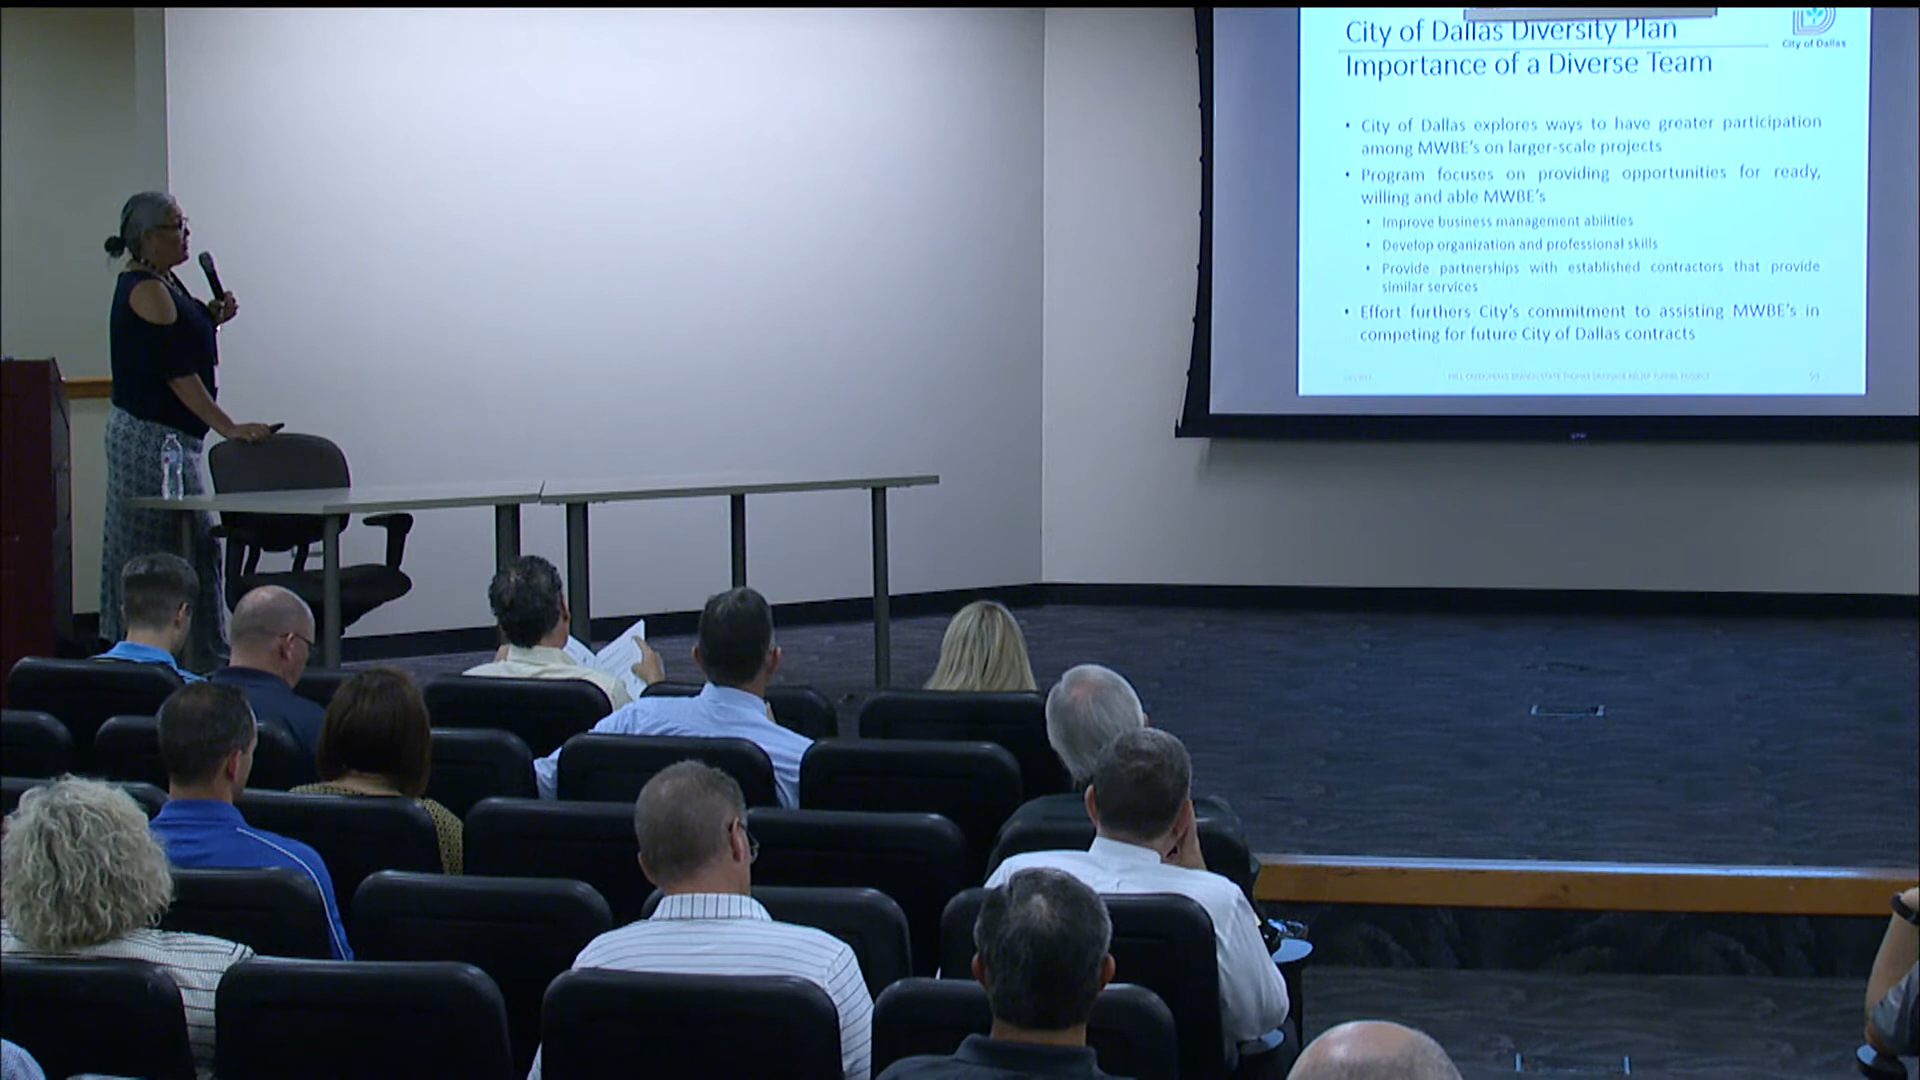 City of Dallas Diversity Plan
City of Dallas
Importance of a Diverse Team
• City of Dallas explores ways to have greater participation
among MWBE's on larger-scale projects
• Program focuses on providing opportunities for ready,
willing and able MWBE's
• Improve business management abilities
• Develop organization and professional skills
• Provide partnerships with established contractors that provide
similar services
• Effort furthers City's commitment to assisting MWBE's in
competing for future City of Dallas contracts